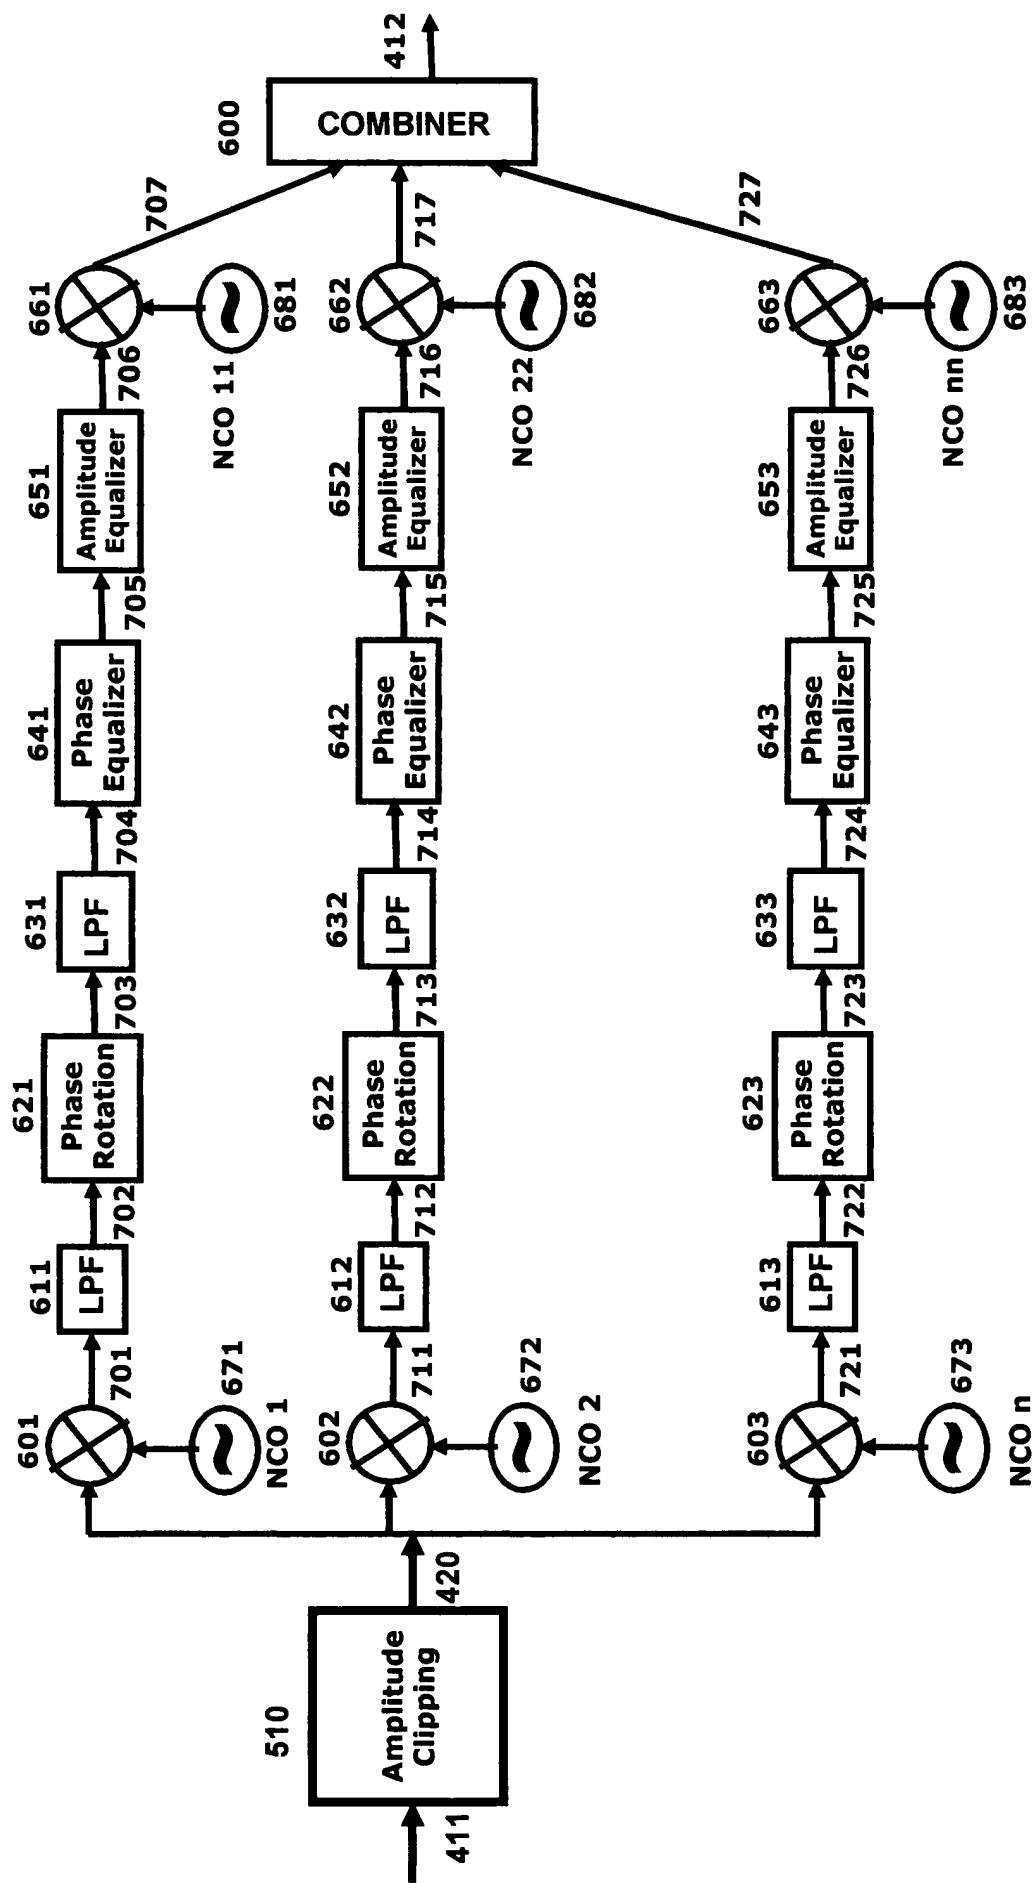 411
510
Amplitude
Clipping
420
601
701
671
NCO 1
611
LPF
702
621
Phase
Rotation
703
631
LPF
704
641
Phase
Equalizer
705
651
Amplitude
Equalizer
706
661
681
NCO 11
707
602
711
672
NCO 2
612
LPF
712
622
Phase
Rotation
713
632
LPF
714
642
Phase
Equalizer
715
652
Amplitude
Equalizer
716
662
682
NCO 22
717
603
721
673
NCO n
613
LPF
722
623
Phase
Rotation
723
633
LPF
724
643
Phase
Equalizer
725
653
Amplitude
Equalizer
726
663
683
NCO nn
727
600
COMBINER
412